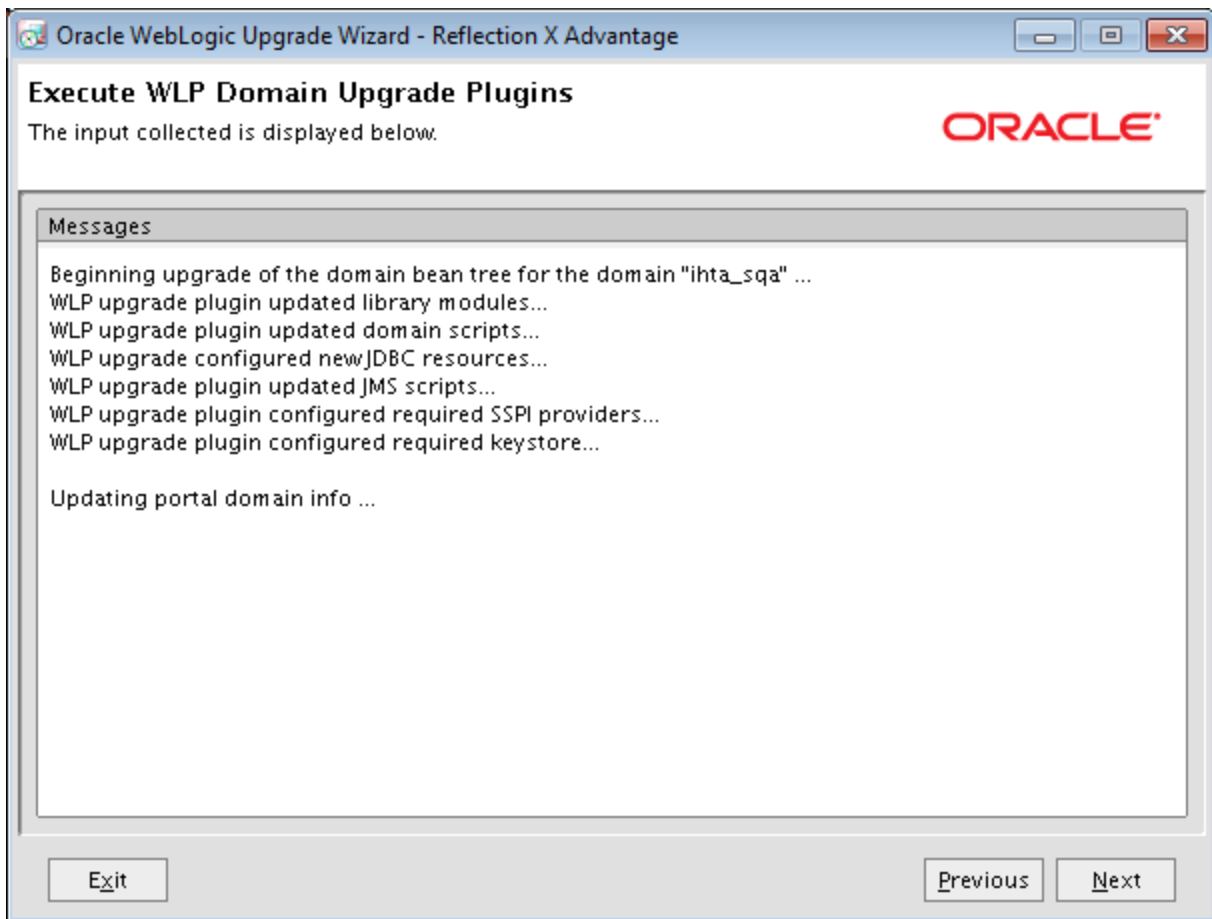 Oracle WebLogic Upgrade Wizard - Reflection X Advantage
Execute WLP Domain Upgrade Plugins
The input collected is displayed below.
ORACLE
Messages
Beginning upgrade of the domain bean tree for the domain "ihta_sqa" ...
WLP upgrade plugin updated library modules...
WLP upgrade plugin updated domain scripts...
WLP upgrade configured new JDBC resources...
WLP upgrade plugin updated JMS scripts...
WLP upgrade plugin configured required SSPI providers...
WLP upgrade plugin configured required keystore...
Updating portal domain info ...
Exit
Previous
Next